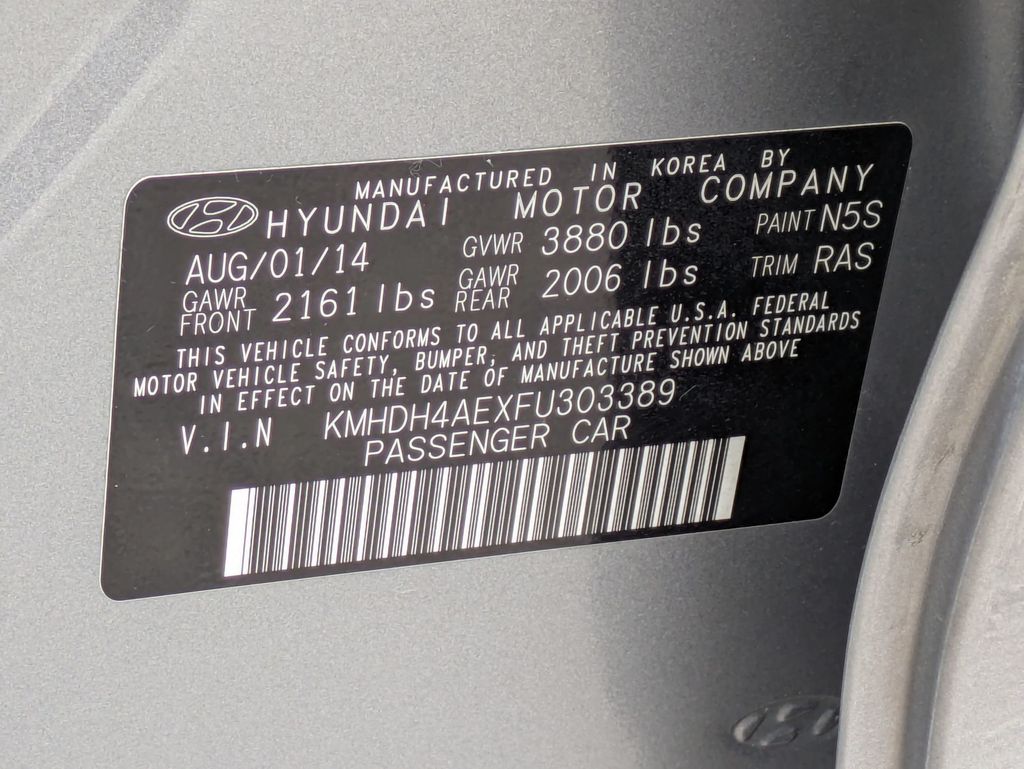 MANUFACTURED IN KOREA BY
HYUNDAI MOTOR COMPANY
AUG/01/14 GVWR 3880 lbs PAINT N5S
GAWR FRONT 2161 lbs GAWR REAR 2006 lbs TRIM RAS
THIS VEHICLE CONFORMS TO ALL APPLICABLE U.S.A. FEDERAL
MOTOR VEHICLE SAFETY, BUMPER, AND THEFT PREVENTION STANDARDS
IN EFFECT ON THE DATE OF MANUFACTURE SHOWN ABOVE
V.I.N KMHDH4AEXFU303389
PASSENGER CAR